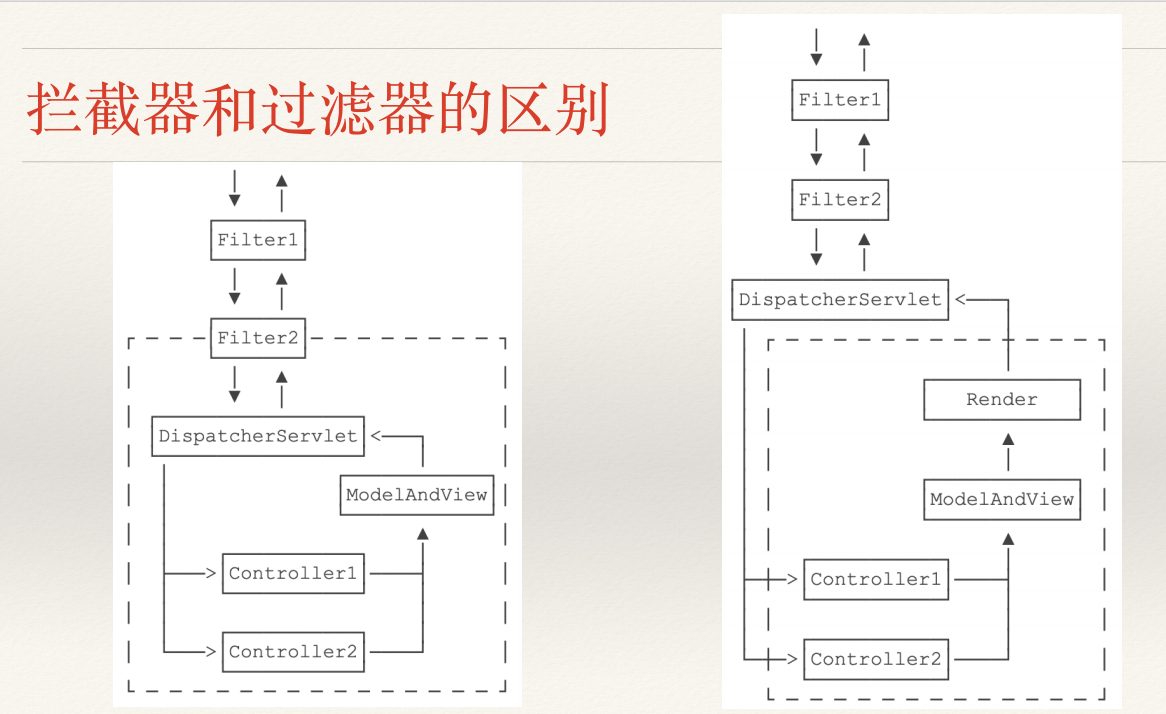 拦截器和过滤器的区别
Filter1
Filter2
DispatcherServlet
ModelAndView
Controller1
Controller2
Filter1
Filter2
DispatcherServlet
Render
ModelAndView
Controller1
Controller2